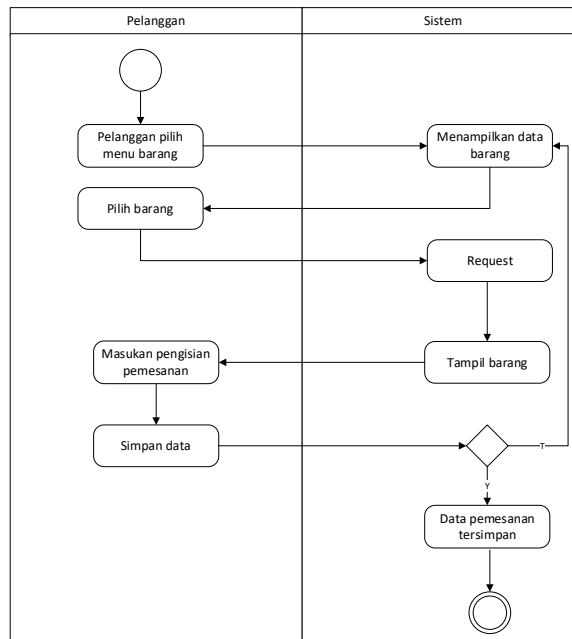 Pelanggan
Sistem
Pelanggan pilih
menu barang
Menampilkan data
barang
Pilih barang
Request
Masukan pengisian
pemesanan
Tampil barang
Simpan data
T
Y
Data pemesanan
tersimpan